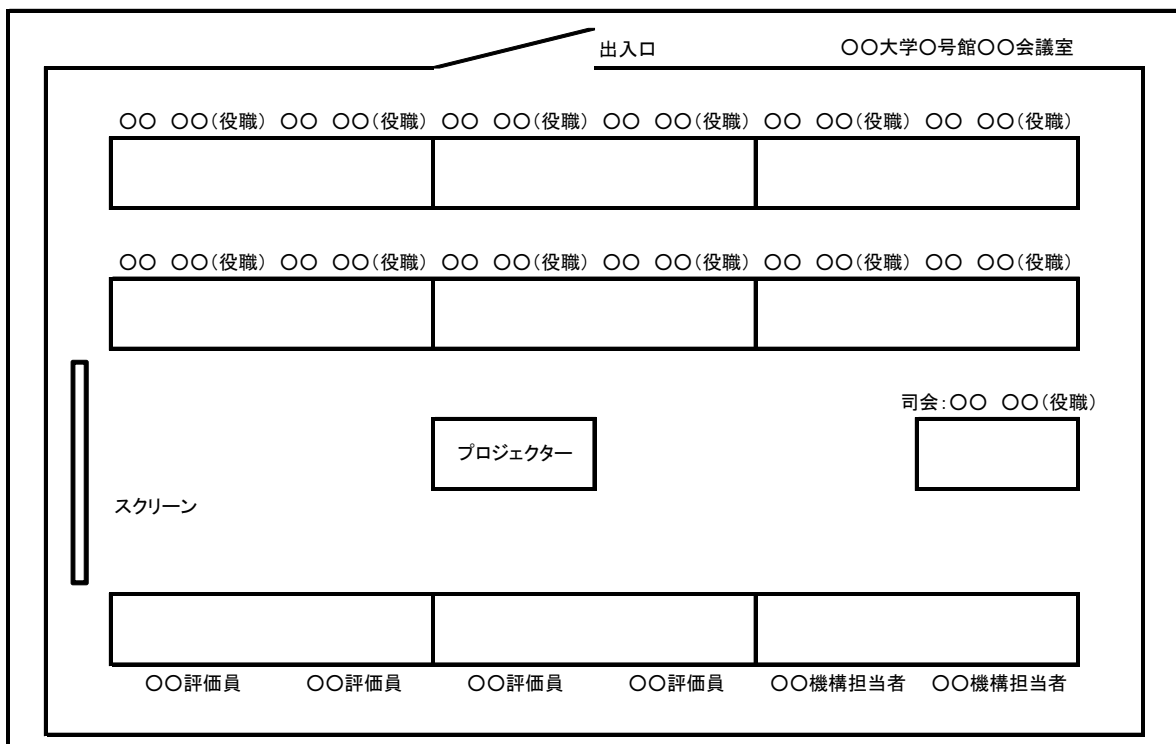 出入口　〇〇大学〇号館〇〇会議室
〇〇　〇〇(役職)　〇〇　〇〇(役職)　〇〇　〇〇(役職)　〇〇　〇〇(役職)　〇〇　〇〇(役職)　〇〇　〇〇(役職)
〇〇　〇〇(役職)　〇〇　〇〇(役職)　〇〇　〇〇(役職)　〇〇　〇〇(役職)　〇〇　〇〇(役職)　〇〇　〇〇(役職)
司会:〇〇　〇〇(役職)
プロジェクター
スクリーン
〇〇評価員　〇〇評価員　〇〇評価員　〇〇評価員　〇〇機構担当者　〇〇機構担当者